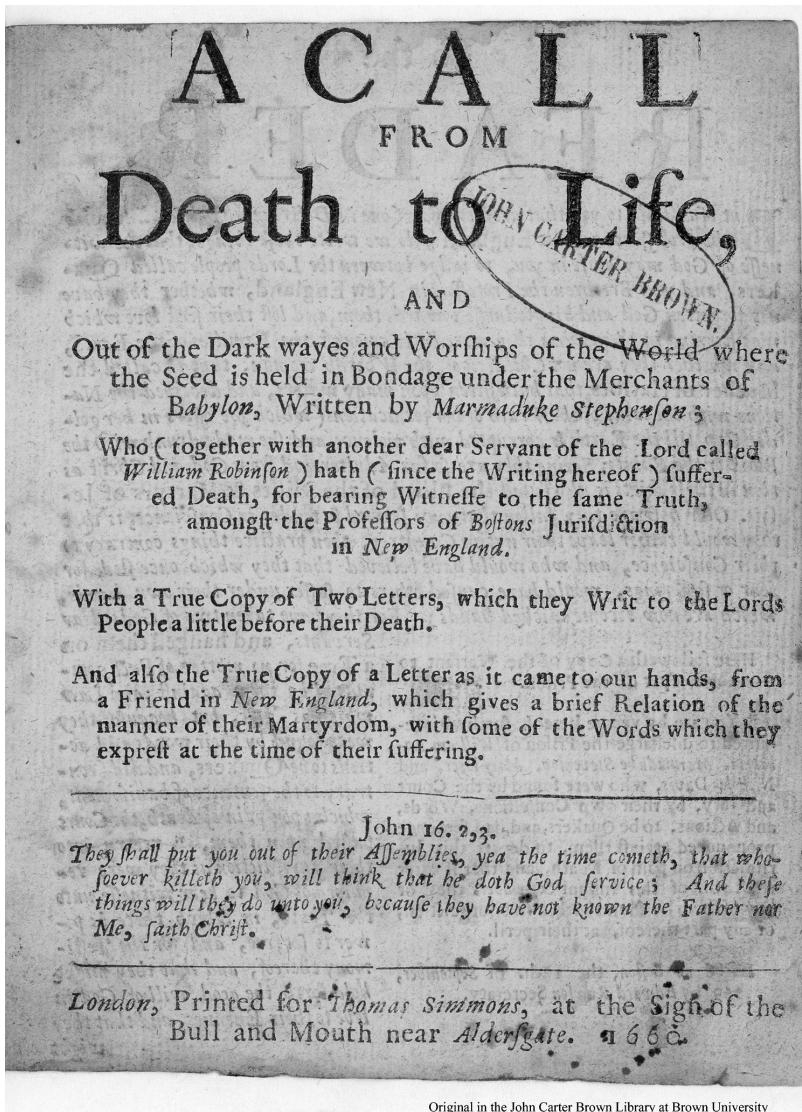 A CALL
FROM
Death to Life,
JOHN CARTER BROWN.
AND
Out of the Dark wayes and Worſhips of the World where
the Seed is held in Bondage under the Merchants of
Babylon, Written by Marmaduke Stephenſon;
Who ( together with another dear Servant of the Lord called
William Robinſon ) hath ( ſince the Writing hereof ) ſuffer-
ed Death, for bearing Witneſſe to the ſame Truth,
amongſt the Profeſſors of Boſtons Jurisdiction
in New England.
With a True Copy of Two Letters, which they Writ to the Lords
People a little before their Death.
And alſo the True Copy of a Letter as it came to our hands, from
a Friend in New England, which gives a brief Relation of the
manner of their Martyrdom, with ſome of the Words which they
expreſt at the time of their ſuffering.
John 16. 2,3.
They ſhall put you out of their Aſſemblies, yea the time cometh, that who-
ſoever killeth you, will think that he doth God ſervice; And theſe
things will they do unto you, becauſe they have not known the Father nor
Me, ſaith Chriſt.
London, Printed for Thomas Simmons, at the Sign of the
Bull and Mouth near Alderſgate. 1660.
Original in the John Carter Brown Library at Brown University